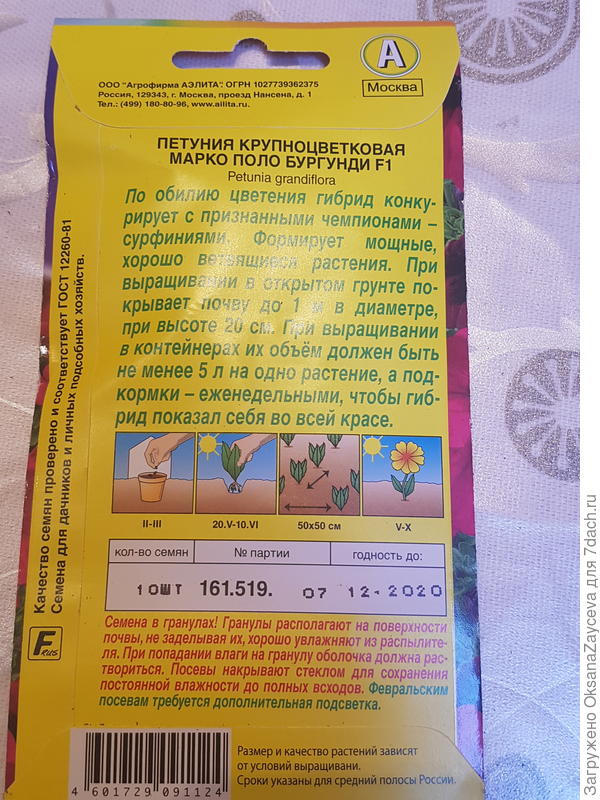 А
Москва
ООО "Агрофирма АЭЛИТА". ОГРН 1027739362375
Россия, 129343, г. Москва, проезд Нансена, д. 1
Тел.: (499) 180-80-96, www.ailita.ru
ПЕТУНИЯ КРУПНОЦВЕТКОВАЯ
МАРКО ПОЛО БУРГУНДИ F1
Petunia grandiflora
По обилию цветения гибрид конку-
рирует с признанными чемпионами –
сурфиниями. Формирует мощные,
хорошо ветвящиеся растения. При
выращивании в открытом грунте по-
крывает почву до 1 м в диаметре,
при высоте 20 см. При выращивании
в контейнерах их объём должен быть
не менее 5 л на одно растение, а под-
кормки – еженедельными, чтобы гиб-
рид показал себя во всей красе.
Качество семян проверено и соответствует ГОСТ 12260-81
Семена для дачников и личных подсобных хозяйств.
II-III
20.V-10.VI
50x50 см
V-X
кол-во семян
№ партии
годность до:
10ШТ
161.519.
07
12-2020
F RUS
Семена в гранулах! Гранулы располагают на поверхности
почвы, не заделывая их, хорошо увлажняют из распылите-
ля. При попадании влаги на гранулу оболочка должна рас-
твориться. Посевы накрывают стеклом для сохранения
постоянной влажности до полных всходов. Февральским
посевам требуется дополнительная подсветка.
4 601729 091124
Размер и качество растений зависят
от условий выращивани.
Сроки указаны для средней полосы России.
Загружено OksanaZayceva для 7dach.ru